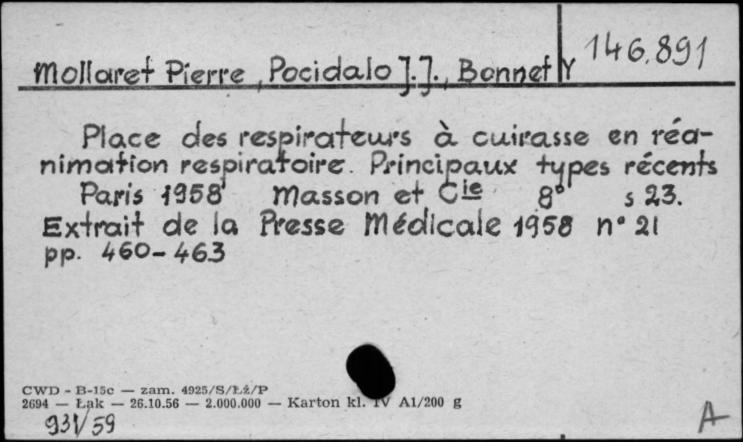 146.891
Mollaret Pierre, Pocidalo J.J., Bonnet Y
Place des respirateurs à cuirasse en réa-
nimation respiratoire. Principaux types récents
Paris 1958 Masson et Cie 8° s 23.
Extrait de la Presse Médicale 1958 n° 21
pp. 460-463
CWD - B-15c — zam. 4925/S/Łż/P
2694 — Łak — 26.10.56 — 2.000.000 — Karton kl. IV A1/200 g
931/59
A